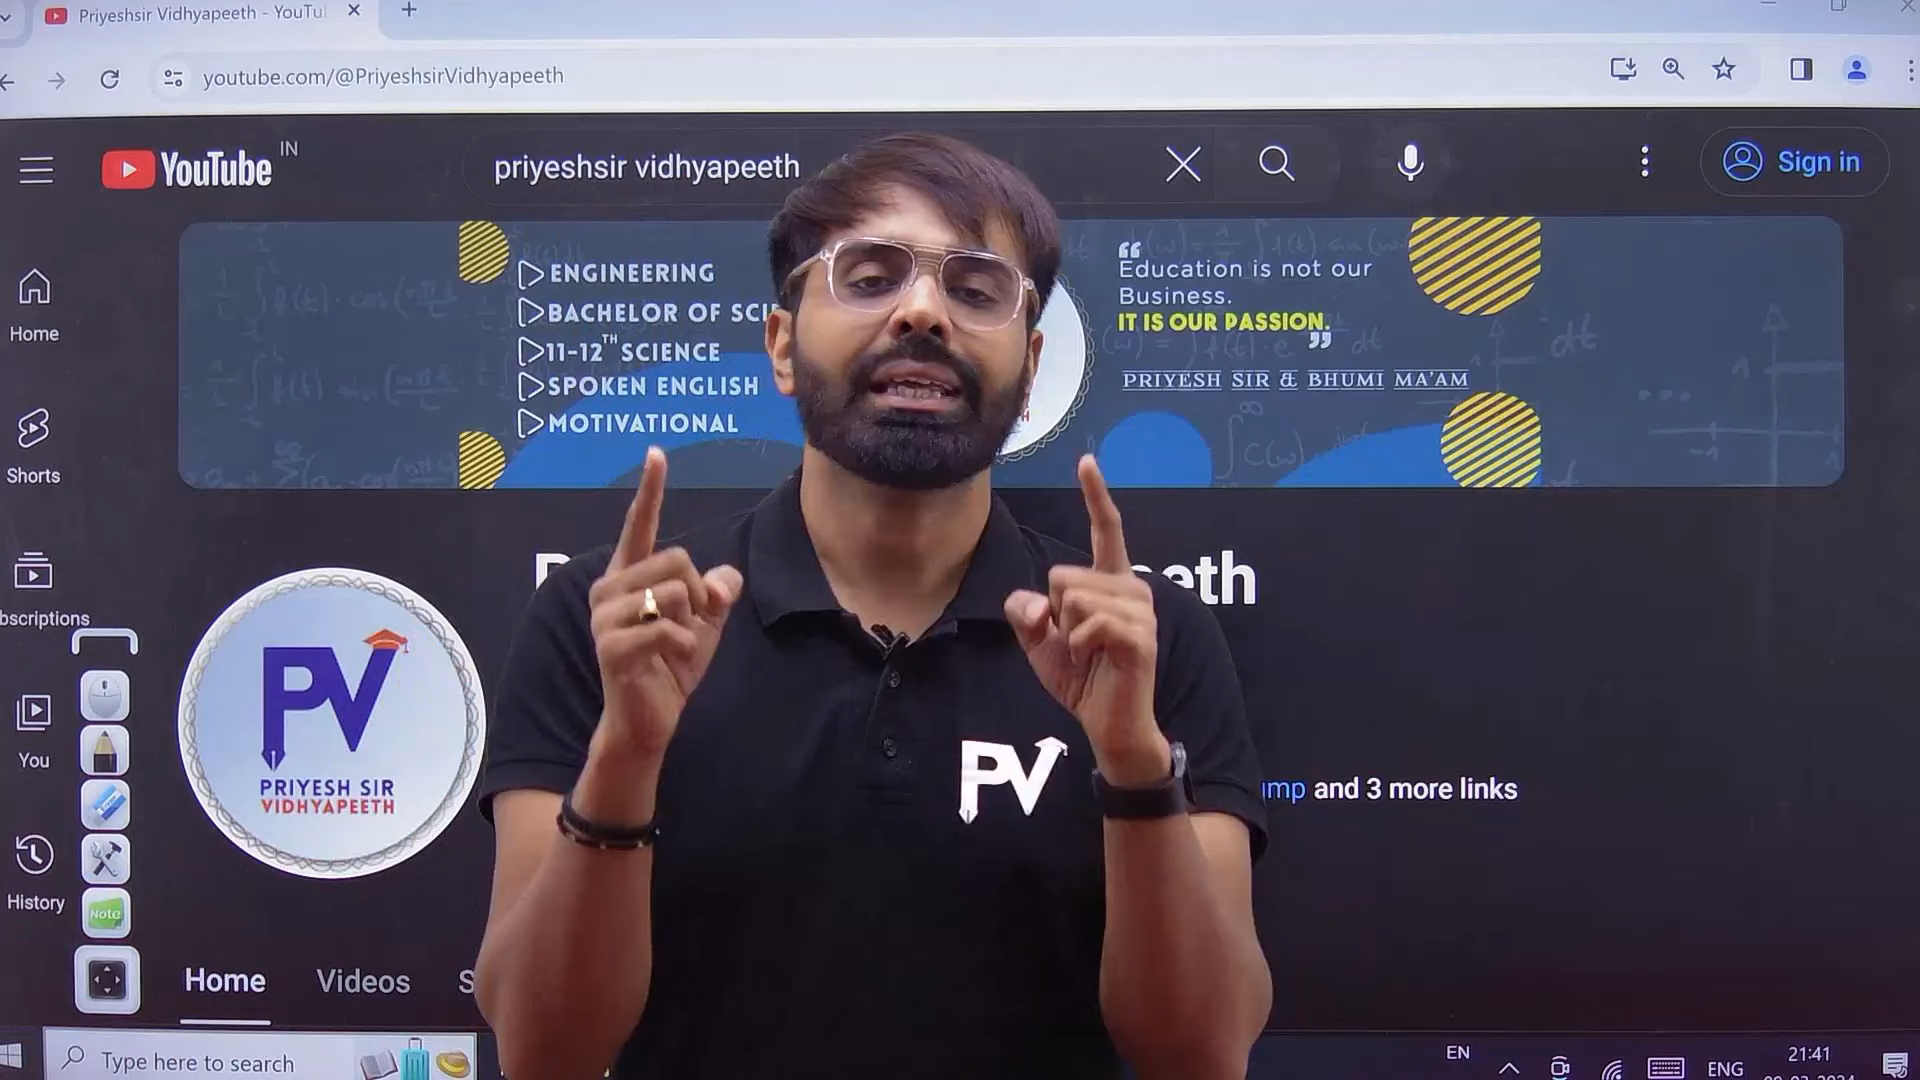 Priyeshsir Vidhyapeeth - YouTu
youtube.com/@PriyeshsirVidhyapeeth
YouTube IN
priyeshsir vidhyapeeth
Sign in
ENGINEERING
BACHELOR OF SCI
11-12TH SCIENCE
SPOKEN ENGLISH
MOTIVATIONAL
“Education is not our
Business.
IT IS OUR PASSION.”
PRIYESH SIR & BHUMI MA'AM
Home
Shorts
bscriptions
You
History
Note
PV
PRIYESH SIR
VIDHYAPEETH
eeth
PV
mp and 3 more links
Home Videos S
Type here to search
EN
ENG
21:41